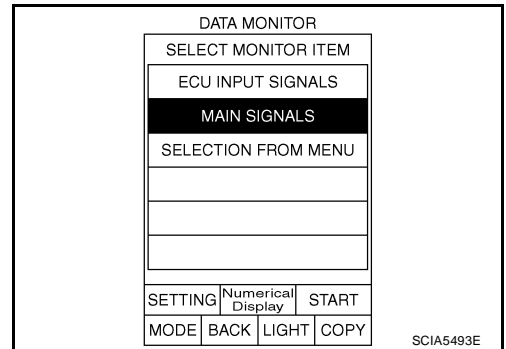 DATA MONITOR
SELECT MONITOR ITEM
ECU INPUT SIGNALS
MAIN SIGNALS
SELECTION FROM MENU
SETTING Numerical Display START
MODE BACK LIGHT COPY
SCIA5493E